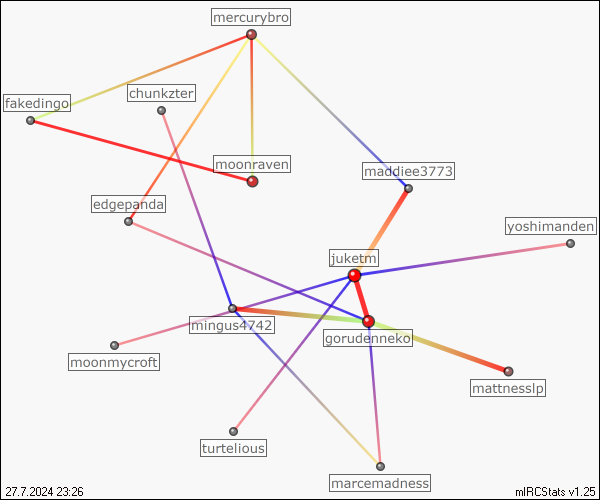 mercurybro
chunkzter
fakedingo
moonraven
maddiee3773
edgepanda
yoshimanden
juketm
mingus4742
gorudenneko
moonmycroft
mattnesslp
turtelious
marcemadness
27.7.2024 23:26
mIRCStats v1.25